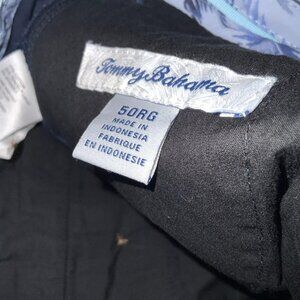 Tommy Bahama
50RG
MADE IN
INDONESIA
FABRIQUE
EN INDONESIE